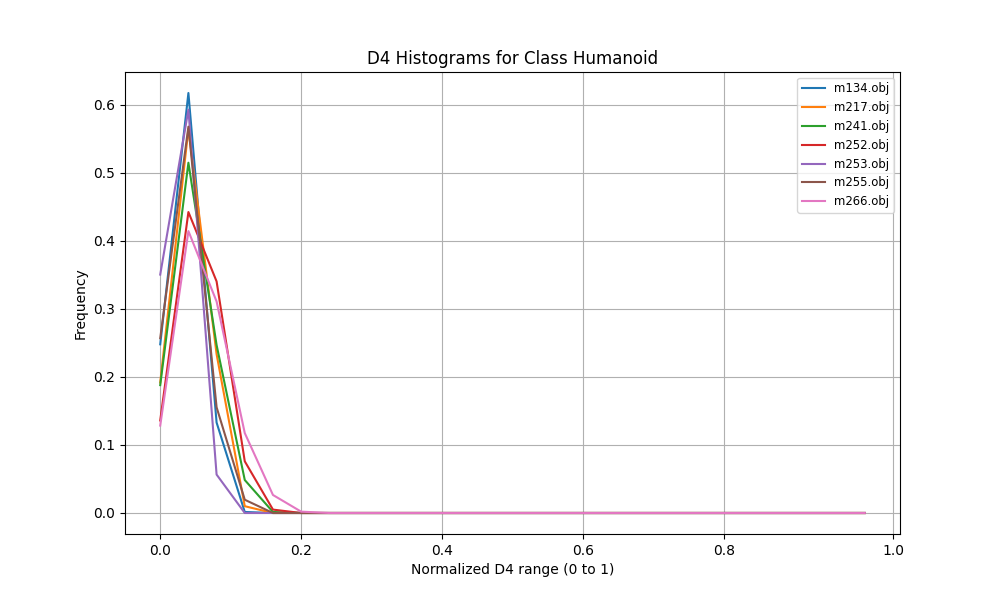 D4 Histograms for Class Humanoid
m134.obj
m217.obj
m241.obj
m252.obj
m253.obj
m255.obj
m266.obj
Frequency
0.6
0.5
0.4
0.3
0.2
0.1
0.0
0.0 0.2 0.4 0.6 0.8 1.0
Normalized D4 range (0 to 1)